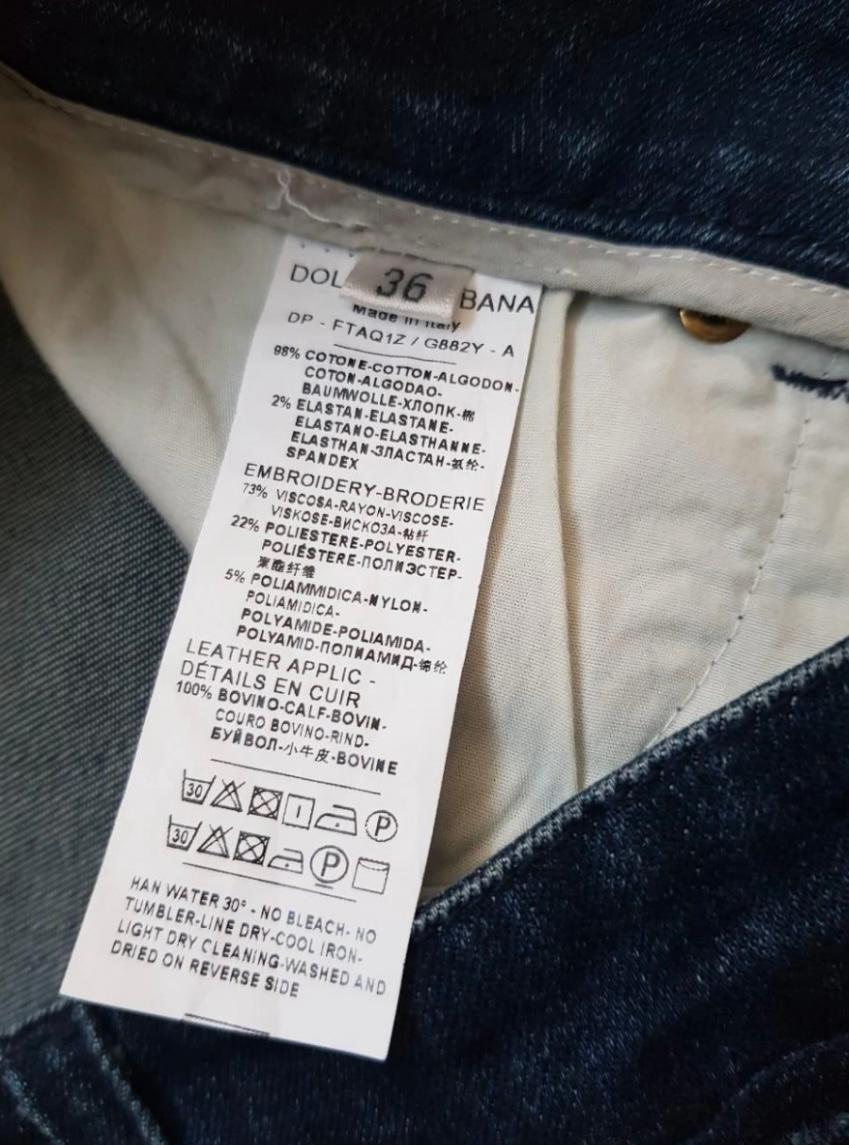 36
DOL BANA
Made in Italy
DP - FTAQ1Z / G882Y - A
98% COTONE-COTTON-ALGODON-
COTON-ALGODAO-
BAUMWOLLE-ХЛОПК-棉
2% ELASTAN-ELASTANE-
ELASTANO-ELASTHANNE-
ELASTHAN-ЭЛАСТАН-氨纶-
SPANDEX
EMBROIDERY-BRODERIE
73% VISCOSA-RAYON-VISCOSE-
VISKOSE-ВИСКОЗА-粘纤
22% POLIESTERE-POLYESTER-
POLIÉSTERE-ПОЛИЭСТЕР-
聚酯纤维
5% POLIAMMIDICA-NYLON-
POLIAMIDICA-
POLYAMIDE-POLIAMIDA-
POLYAMID-ПОЛИАМИД-锦纶
LEATHER APPLIC -
DÉTAILS EN CUIR
100% BOVINO-CALF-BOVIN-
COURO BOVINO-RIND-
БУЙВОЛ-小牛皮-BOVINE
30 P
30 P
HAN WATER 30° - NO BLEACH- NO
TUMBLER-LINE DRY-COOL IRON-
LIGHT DRY CLEANING-WASHED AND
DRIED ON REVERSE SIDE